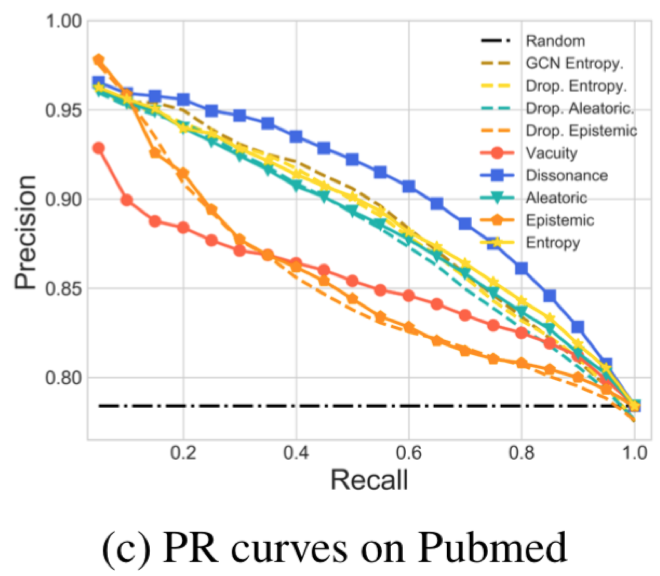 1.00
0.95
0.90
0.85
0.80
Precision
0.2
0.4
0.6
0.8
1.0
Recall
Random
GCN Entropy.
Drop. Entropy.
Drop. Aleatoric.
Drop. Epistemic
Vacuity
Dissonance
Aleatoric
Epistemic
Entropy
(c) PR curves on Pubmed